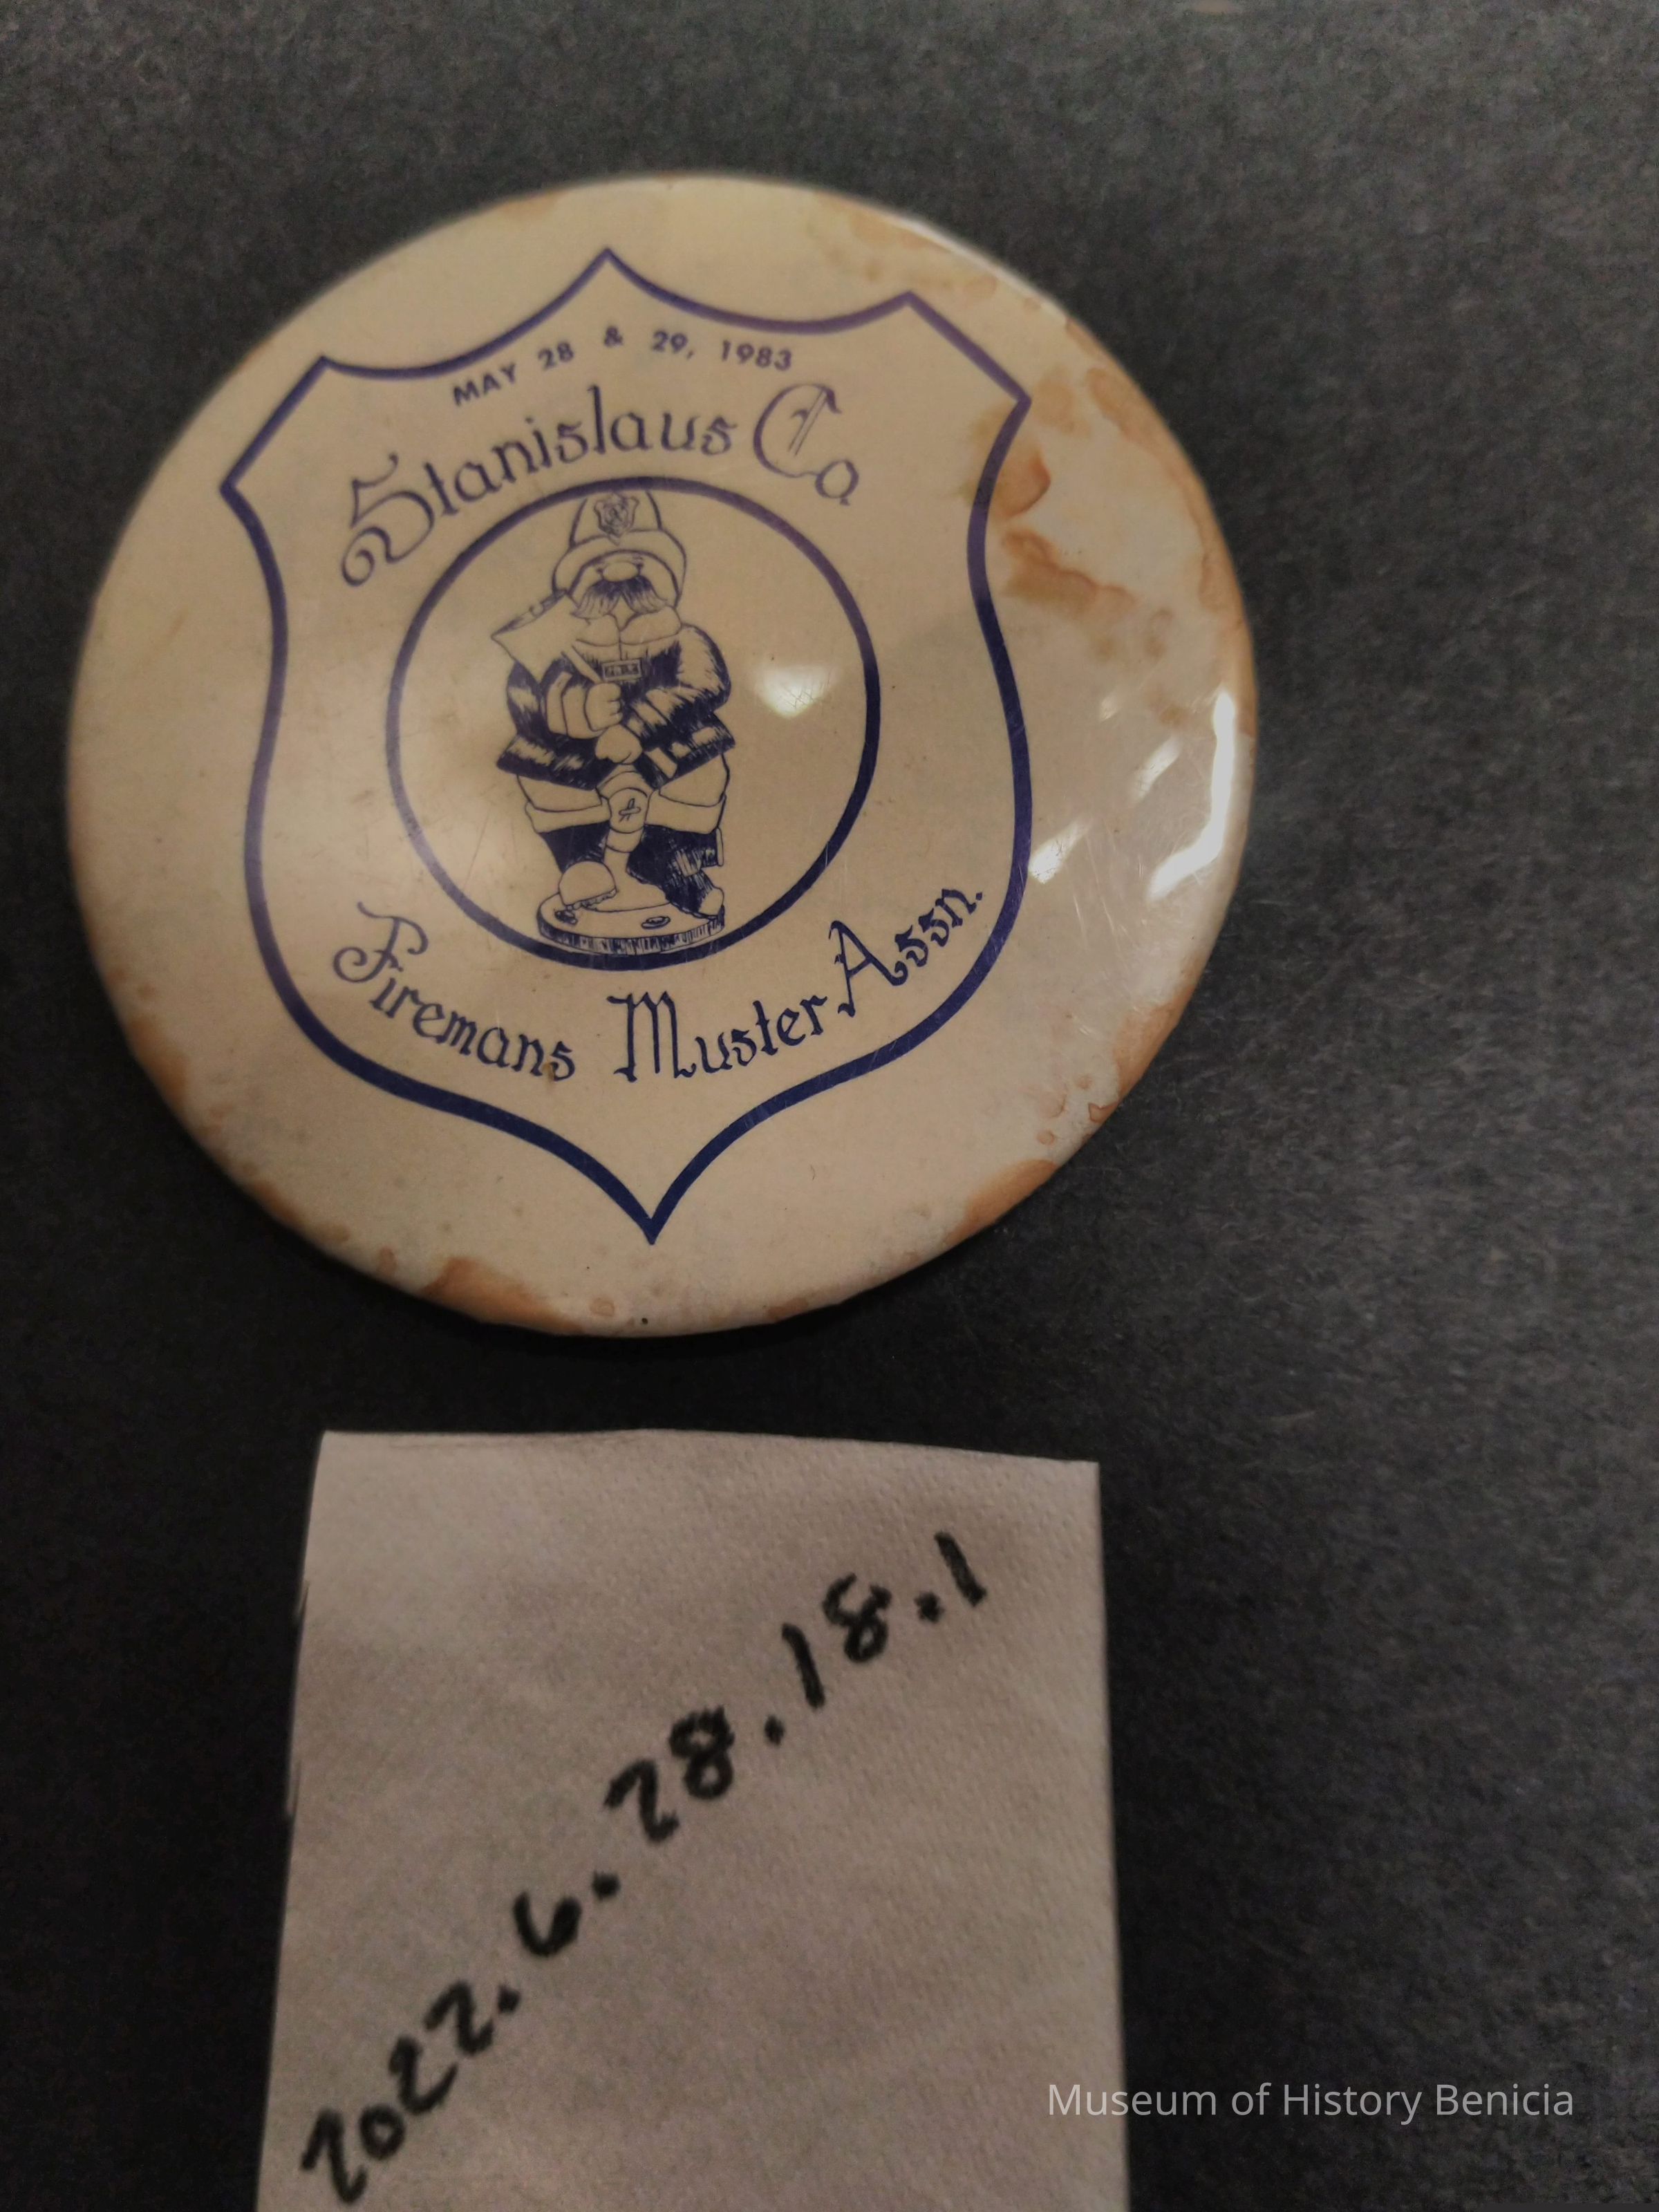 MAY 28 & 29, 1983
Stanislaus Co
Firemans Muster Assn.
2022.6.28.18.1
Museum of History Benicia